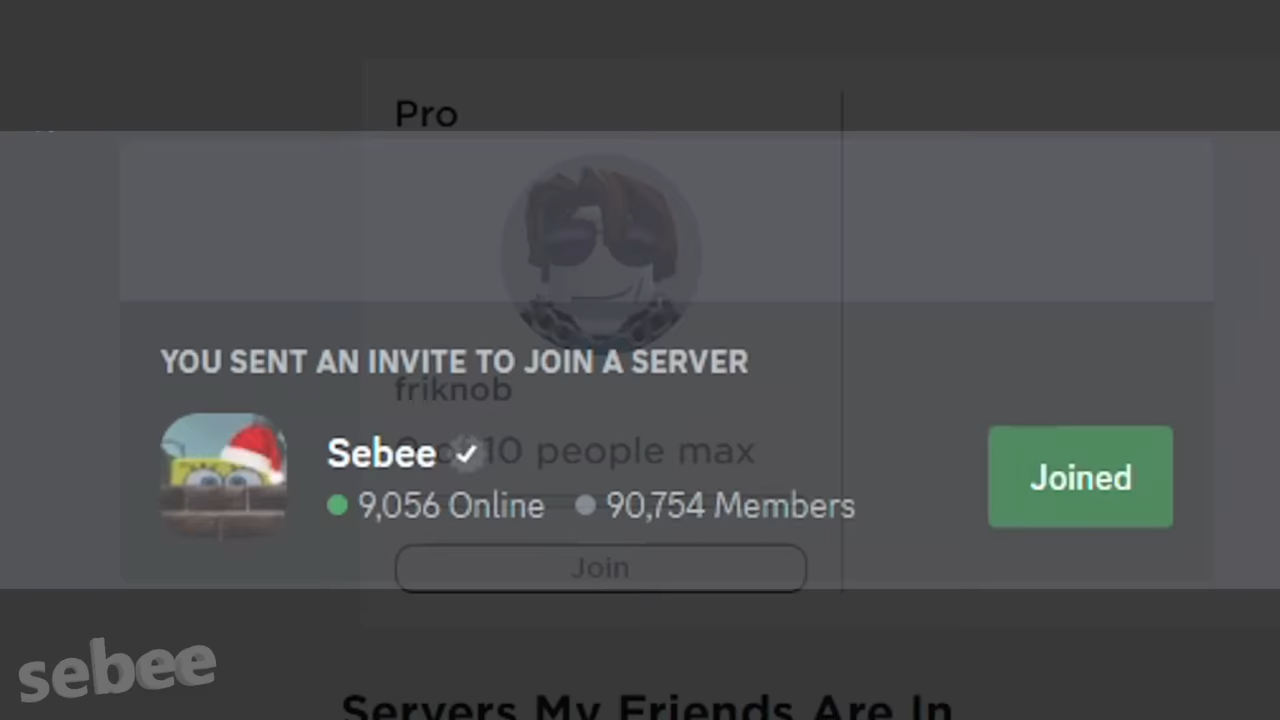 Pro
YOU SENT AN INVITE TO JOIN A SERVER
friknob
Sebee
10 people max
9,056 Online 90,754 Members
Joined
Join
sebee
Servers My Friends Are In